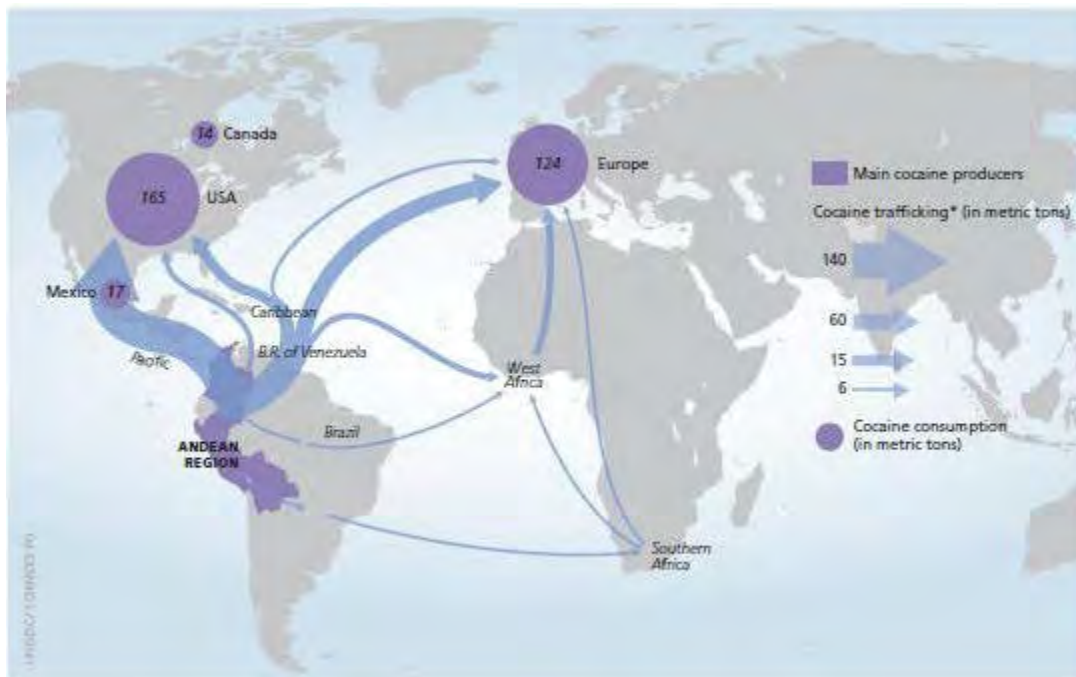 14 Canada
165 USA
124 Europe
Mexico 17
Caribbean
Pacific
B.R. of Venezuela
West
Africa
Brazil
ANDEAN
REGION
Southern
Africa
Main cocaine producers
Cocaine trafficking* (in metric tons)
140
60
15
6
Cocaine consumption
(in metric tons)